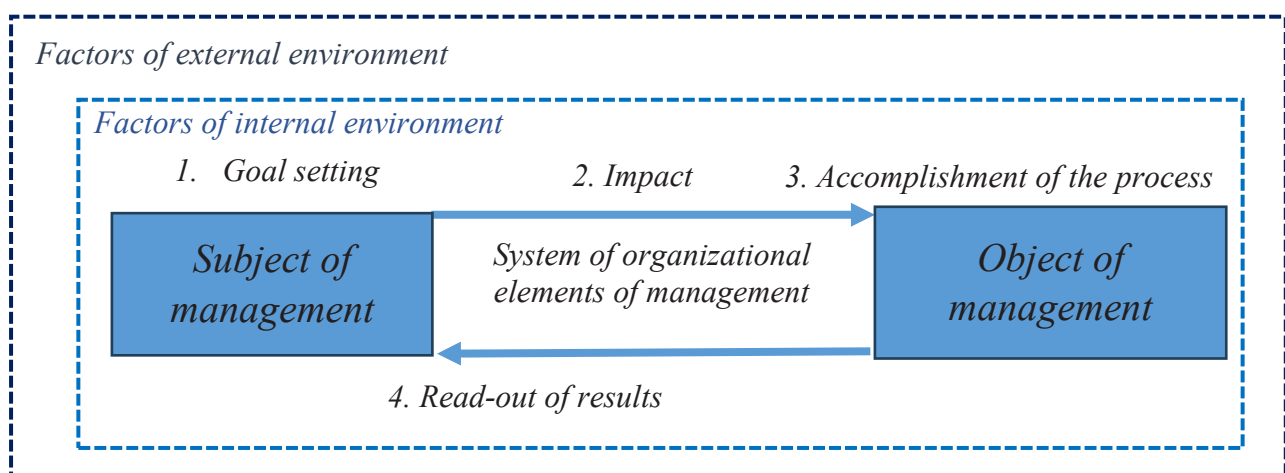 Factors of external environment
Factors of internal environment
1. Goal setting
2. Impact
3. Accomplishment of the process
Subject of
management
System of organizational
elements of management
Object of
management
4. Read-out of results